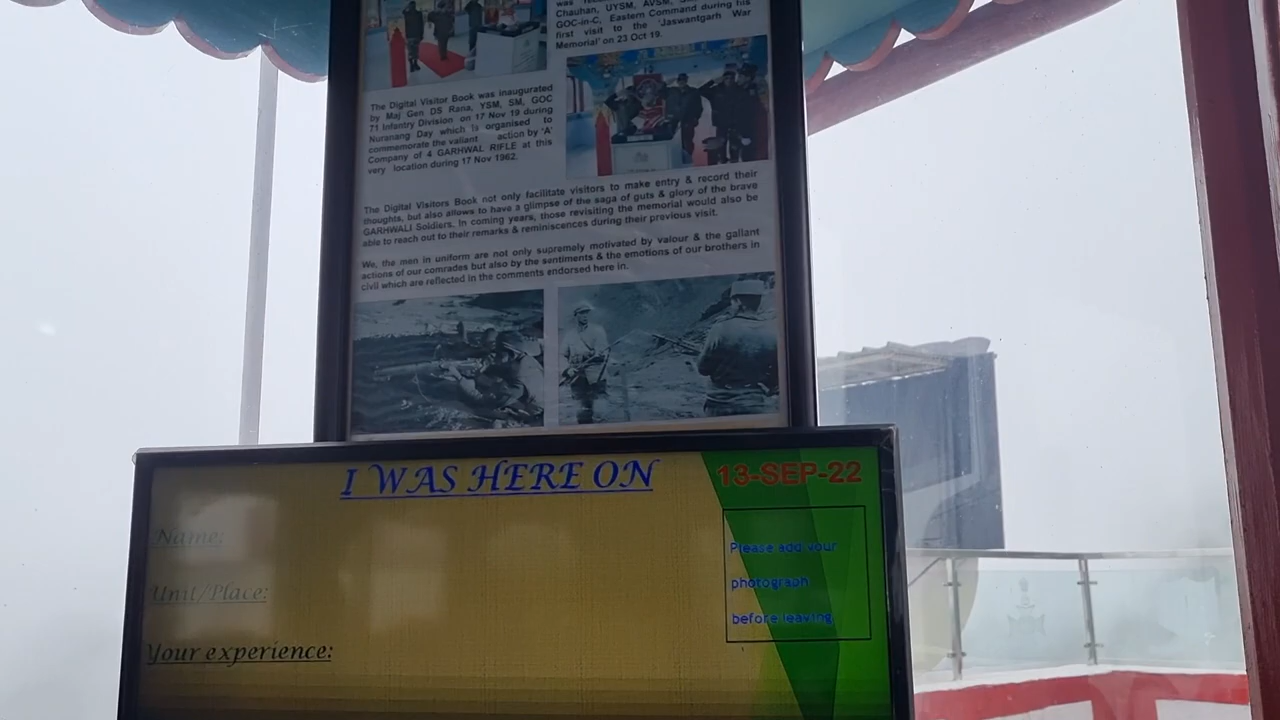 Chauhan, UYSM, AVSM,
GOC-in-C, Eastern Command during his
first visit to the 'Jaswantgarh War
Memorial' on 23 Oct 19.
The Digital Visitor Book was inaugurated
by Maj Gen DS Rana, YSM, SM, GOC
71 Infantry Division on 17 Nov 19 during
Nuranang Day which is organised to
commemorate the valiant action by 'A'
Company of 4 GARHWAL RIFLE at this
very location during 17 Nov 1962.
The Digital Visitors Book not only facilitate visitors to make entry & record their
thoughts, but also allows to have a glimpse of the saga of guts & glory of the brave
GARHWALI Soldiers. In coming years, those revisiting the memorial would also be
able to reach out to their remarks & reminiscences during their previous visit.
We, the men in uniform are not only supremely motivated by valour & the gallant
actions of our comrades but also by the sentiments & the emotions of our brothers in
civil which are reflected in the comments endorsed here in.
I WAS HERE ON
13-SEP-22
Name:
Unit/Place:
Your experience:
Please add your
photograph
before leaving